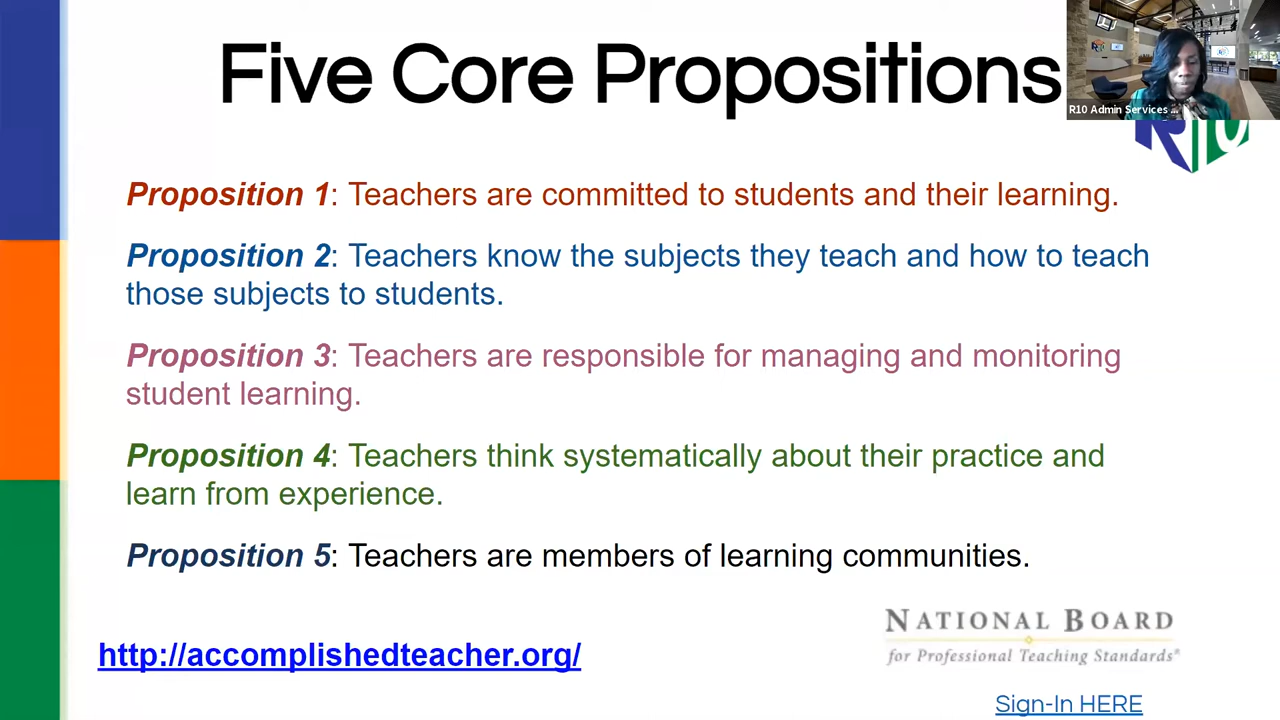 Five Core Propositions
R10 Admin Services ...
R10
Proposition 1: Teachers are committed to students and their learning.
Proposition 2: Teachers know the subjects they teach and how to teach
those subjects to students.
Proposition 3: Teachers are responsible for managing and monitoring
student learning.
Proposition 4: Teachers think systematically about their practice and
learn from experience.
Proposition 5: Teachers are members of learning communities.
http://accomplishedteacher.org/
NATIONAL BOARD
for Professional Teaching Standards®
Sign-In HERE